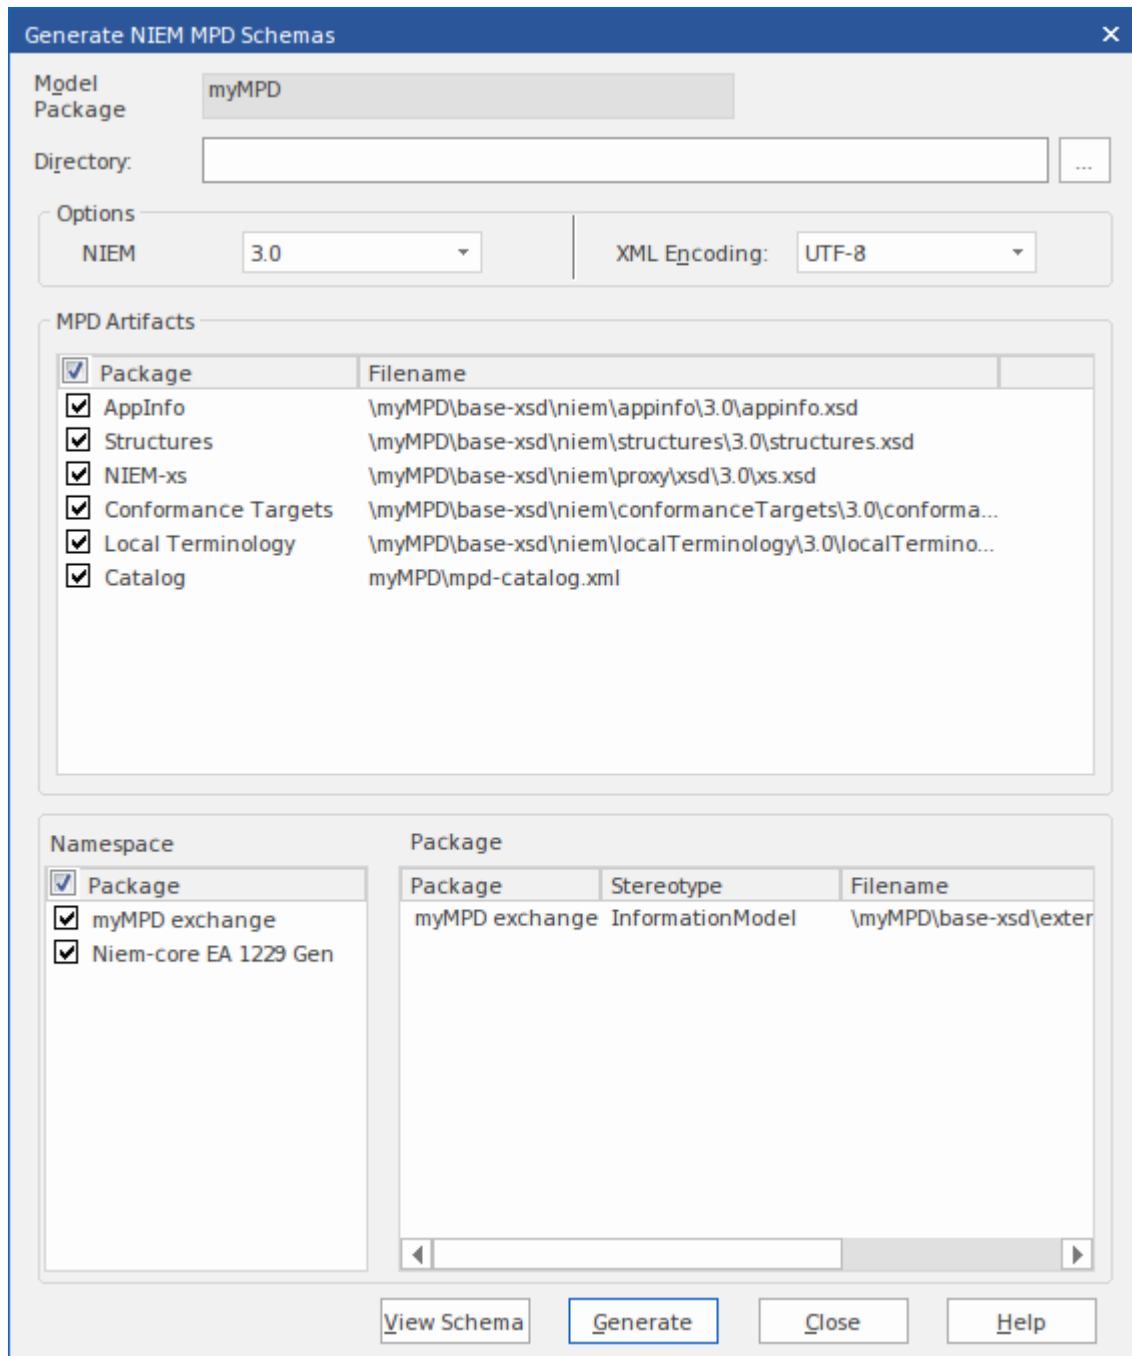 Generate NIEM MPD Schemas
Model Package
myMPD
Directory:
...
Options
NIEM
3.0
XML Encoding:
UTF-8
MPD Artifacts
Package Filename
AppInfo \myMPD\base-xsd\niem\appinfo\3.0\appinfo.xsd
Structures \myMPD\base-xsd\niem\structures\3.0\structures.xsd
NIEM-xs \myMPD\base-xsd\niem\proxy\xsd\3.0\xs.xsd
Conformance Targets \myMPD\base-xsd\niem\conformanceTargets\3.0\conforma...
Local Terminology \myMPD\base-xsd\niem\localTerminology\3.0\localTermino...
Catalog myMPD\mpd-catalog.xml
Namespace
Package
myMPD exchange
Niem-core EA 1229 Gen
Package
Package Stereotype Filename
myMPD exchange InformationModel \myMPD\base-xsd\exter
View Schema
Generate
Close
Help